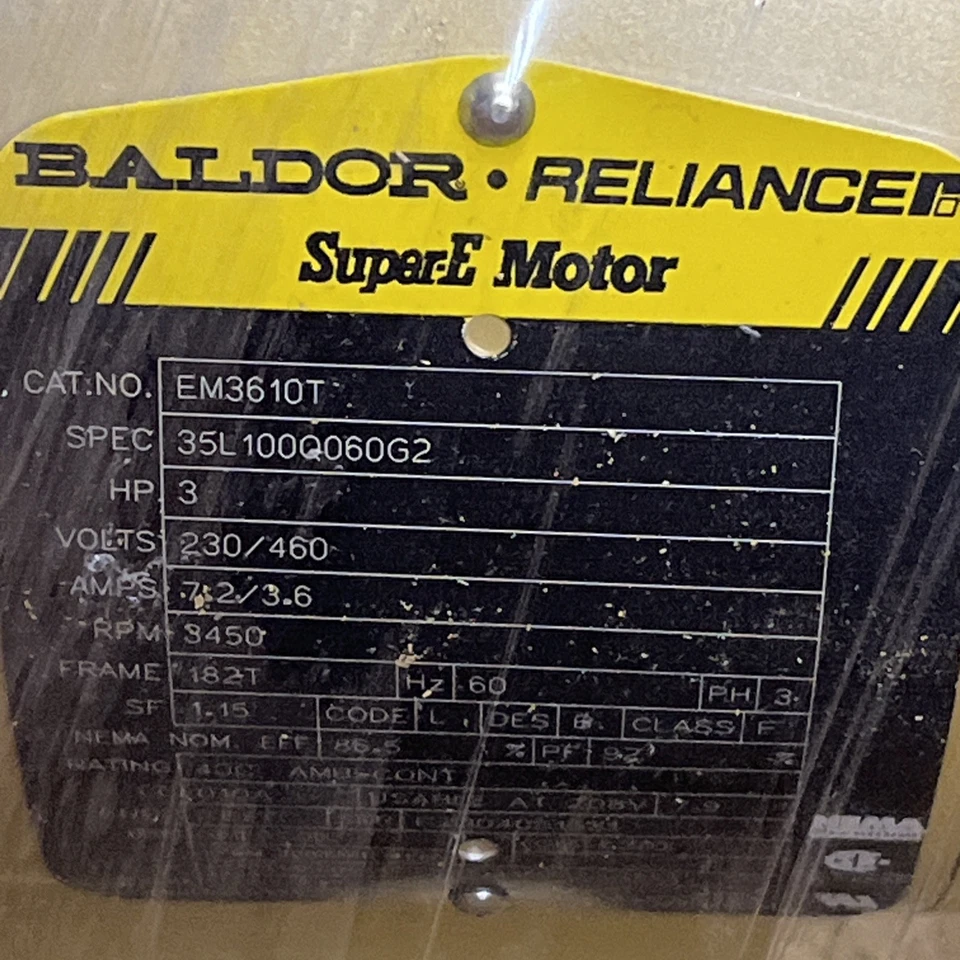 BALDOR • RELIANCE
Super-E Motor
CAT.NO. EM3610T
SPEC 35L100Q060G2
HP 3
VOLTS 230/460
AMPS 7.2/3.6
RPM 3450
FRAME 182T Hz 60 PH 3
SF 1.15 CODE L DES B CLASS F
NEMA NOM. EFF 86.5 % PF 92 %
RATING 40C AMB-CONT
USABLE AT 208V 7.9
NEMA